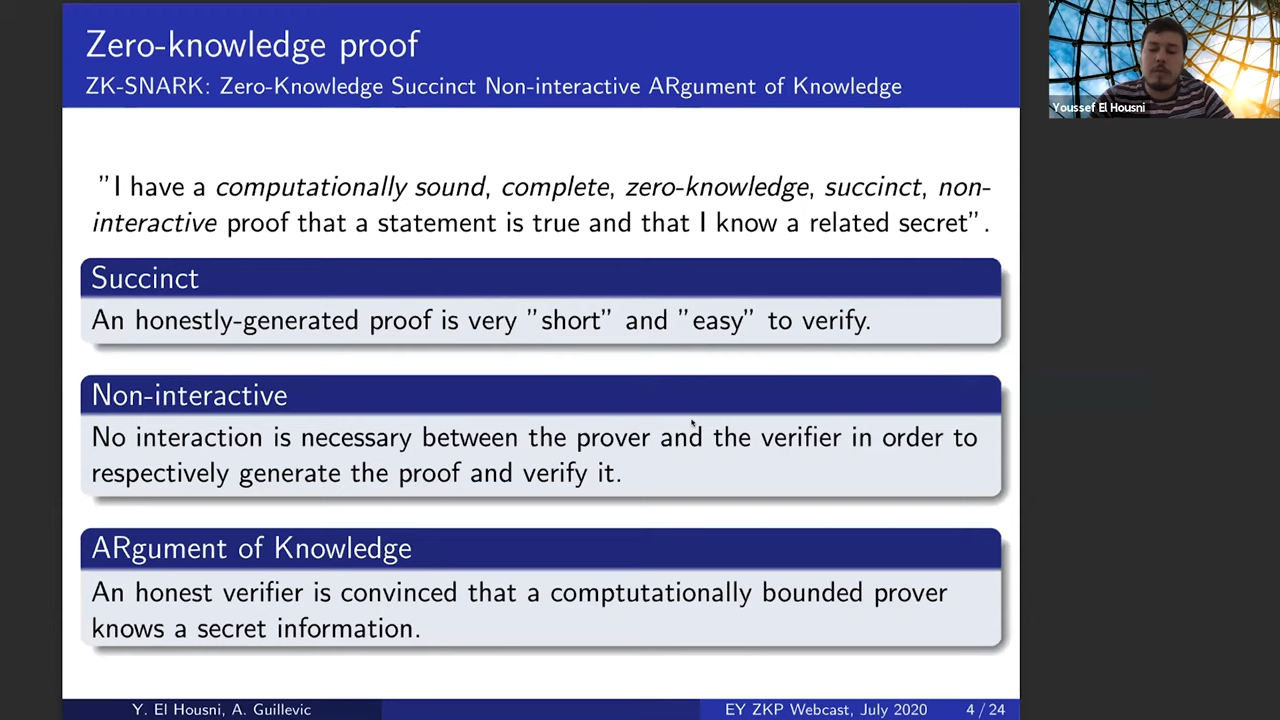 Zero-knowledge proof
ZK-SNARK: Zero-Knowledge Succinct Non-interactive ARgument of Knowledge
"I have a computationally sound, complete, zero-knowledge, succinct, non-
interactive proof that a statement is true and that I know a related secret".
Succinct
An honestly-generated proof is very "short" and "easy" to verify.
Non-interactive
No interaction is necessary between the prover and the verifier in order to
respectively generate the proof and verify it.
ARgument of Knowledge
An honest verifier is convinced that a comptutationally bounded prover
knows a secret information.
Y. El Housni, A. Guillevic
EY ZKP Webcast, July 2020
4 / 24
Youssef El Housni